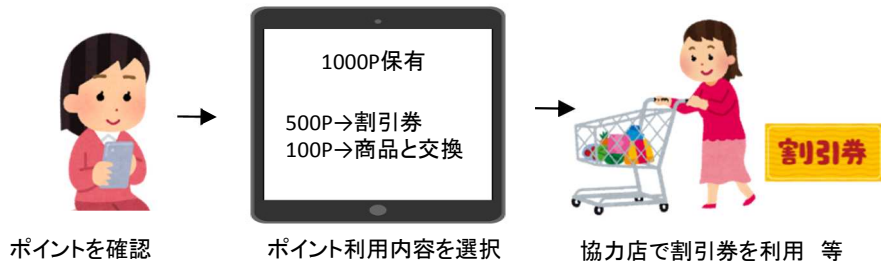 1000P保有
500P→割引券
100P→商品と交換
割引券
ポイントを確認
ポイント利用内容を選択
協力店で割引券を利用　等